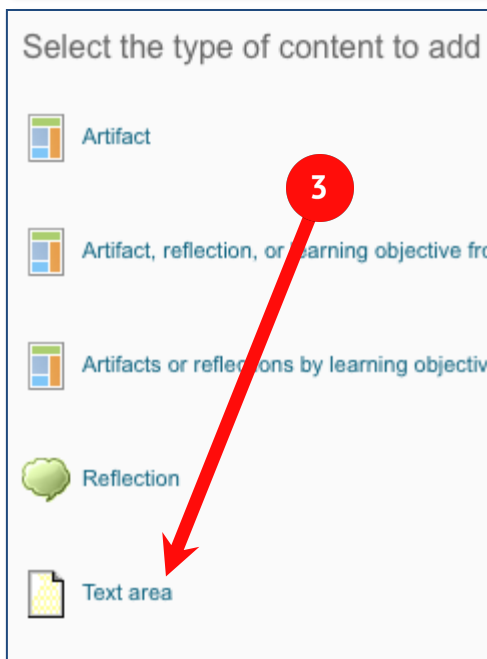 Select the type of content to add
Artifact
3
Artifact, reflection, or learning objective
Artifacts or reflections by learning
Reflection
Text area